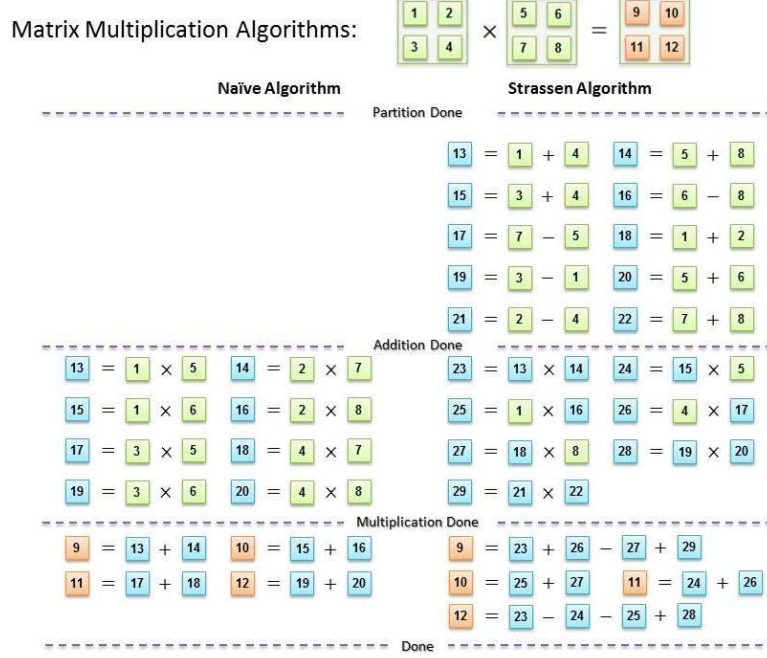 Matrix Multiplication Algorithms:
1 2 5 6 9 10
× =
3 4 7 8 11 12
Naïve Algorithm Strassen Algorithm
Partition Done
13 = 1 + 4 14 = 5 + 8
15 = 3 + 4 16 = 6 − 8
17 = 7 − 5 18 = 1 + 2
19 = 3 − 1 20 = 5 + 6
21 = 2 − 4 22 = 7 + 8
Addition Done
13 = 1 × 5 14 = 2 × 7 23 = 13 × 14 24 = 15 × 5
15 = 1 × 6 16 = 2 × 8 25 = 1 × 16 26 = 4 × 17
17 = 3 × 5 18 = 4 × 7 27 = 18 × 8 28 = 19 × 20
19 = 3 × 6 20 = 4 × 8 29 = 21 × 22
Multiplication Done
9 = 13 + 14 10 = 15 + 16 9 = 23 + 26 − 27 + 29
11 = 17 + 18 12 = 19 + 20 10 = 25 + 27 11 = 24 + 26
12 = 23 − 24 − 25 + 28
Done